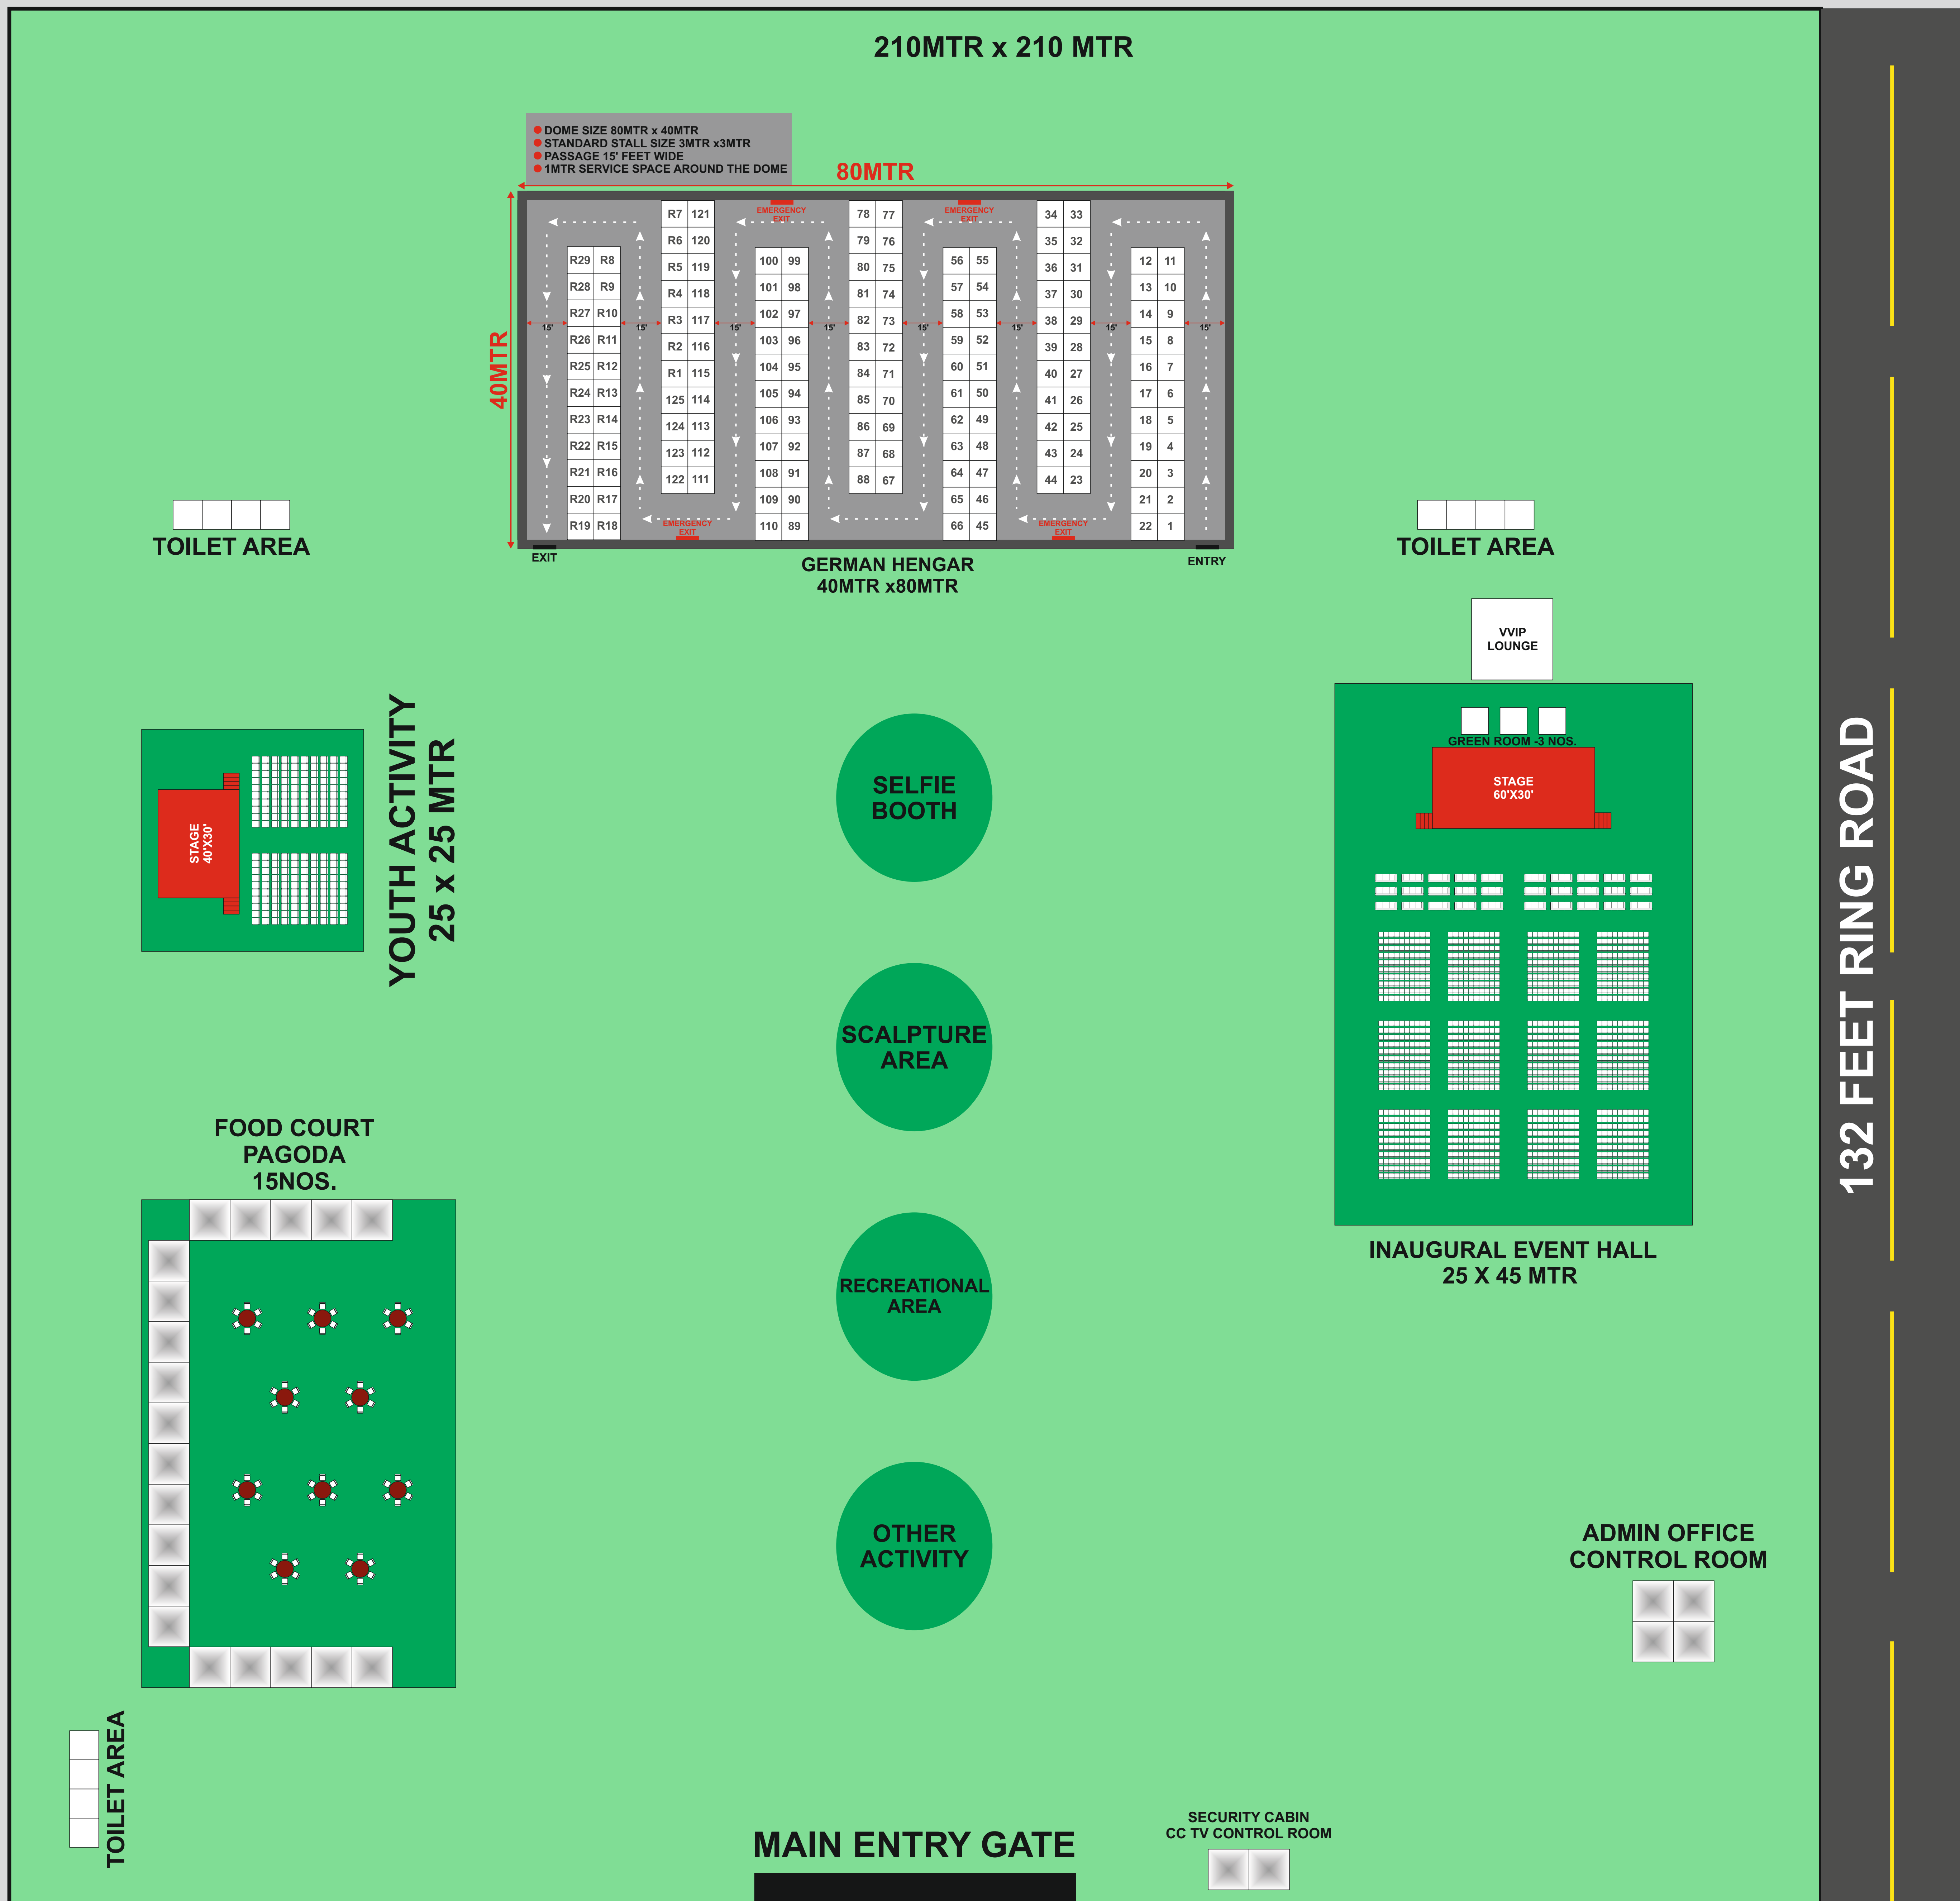 210MTR x 210 MTR
DOME SIZE 80MTR x 40MTR
STANDARD STALL SIZE 3MTR x3MTR
PASSAGE 15' FEET WIDE
1MTR SERVICE SPACE AROUND THE DOME
80MTR
40MTR
EMERGENCY
EXIT
EMERGENCY
EXIT
R7 121 78 77 34 33
R6 120 79 76 35 32
R29 R8 100 99 56 55 12 11
R5 119 80 75 36 31
R28 R9 101 98 57 54 13 10
R4 118 81 74 37 30
R27 R10 102 97 58 53 14 9
R3 117 82 73 38 29
15' 15' 15' 15' 15' 15' 15' 15'
R26 R11 103 96 59 52 15 8
R2 116 83 72 39 28
R25 R12 104 95 60 51 16 7
R1 115 84 71 40 27
R24 R13 105 94 61 50 17 6
125 114 85 70 41 26
R23 R14 106 93 62 49 18 5
124 113 86 69 42 25
R22 R15 107 92 63 48 19 4
123 112 87 68 43 24
R21 R16 108 91 64 47 20 3
122 111 88 67 44 23
R20 R17 109 90 65 46 21 2
R19 R18 110 89 66 45 22 1
EMERGENCY
EXIT
EMERGENCY
EXIT
EXIT
ENTRY
GERMAN HENGAR
40MTR x80MTR
TOILET AREA
TOILET AREA
VVIP
LOUNGE
GREEN ROOM -3 NOS.
STAGE
60'X30'
INAUGURAL EVENT HALL
25 X 45 MTR
132 FEET RING ROAD
STAGE
40'X30'
YOUTH ACTIVITY
25 x 25 MTR
SELFIE
BOOTH
SCALPTURE
AREA
RECREATIONAL
AREA
OTHER
ACTIVITY
FOOD COURT
PAGODA
15NOS.
ADMIN OFFICE
CONTROL ROOM
TOILET AREA
SECURITY CABIN
CC TV CONTROL ROOM
MAIN ENTRY GATE